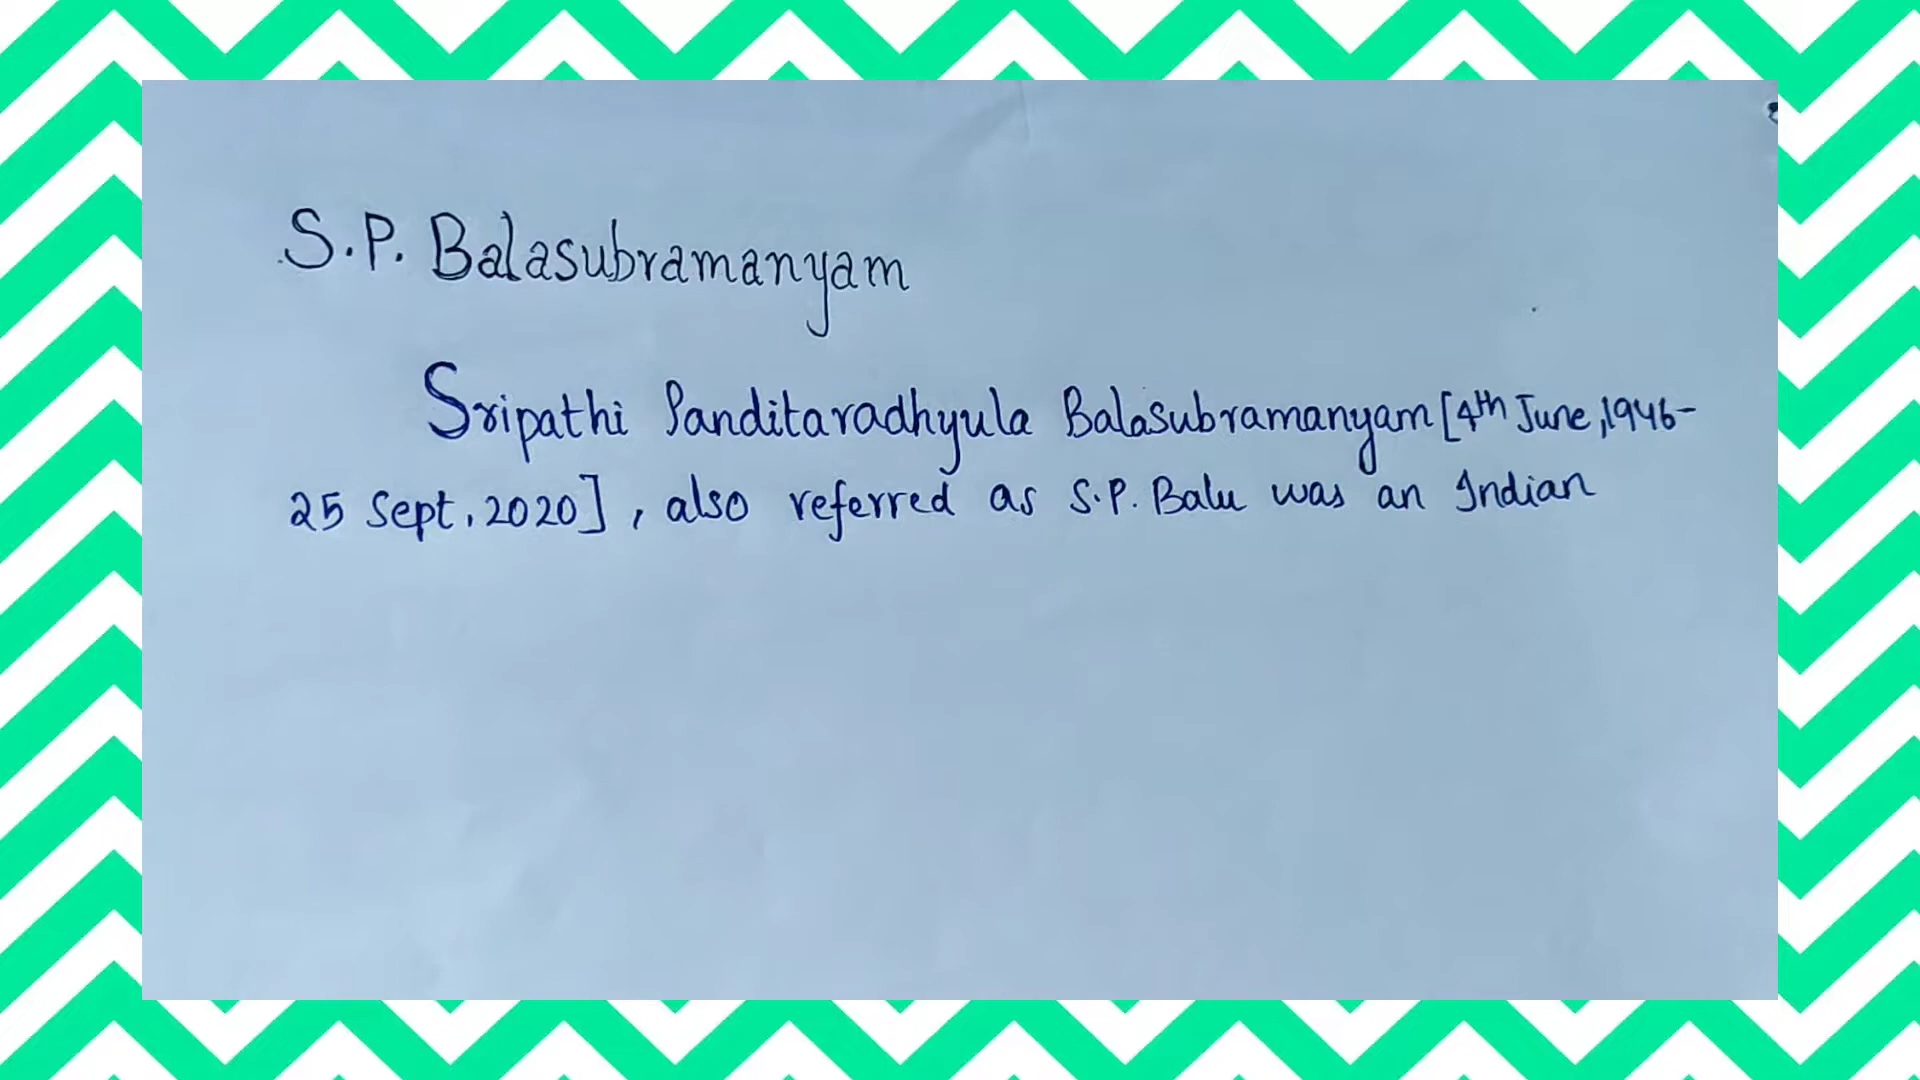 S.P. Balasubramanyam
Sripathi Panditaradhyula Balasubramanyam [4th June, 1946-
25 Sept, 2020], also referred as S.P. Balu was an Indian